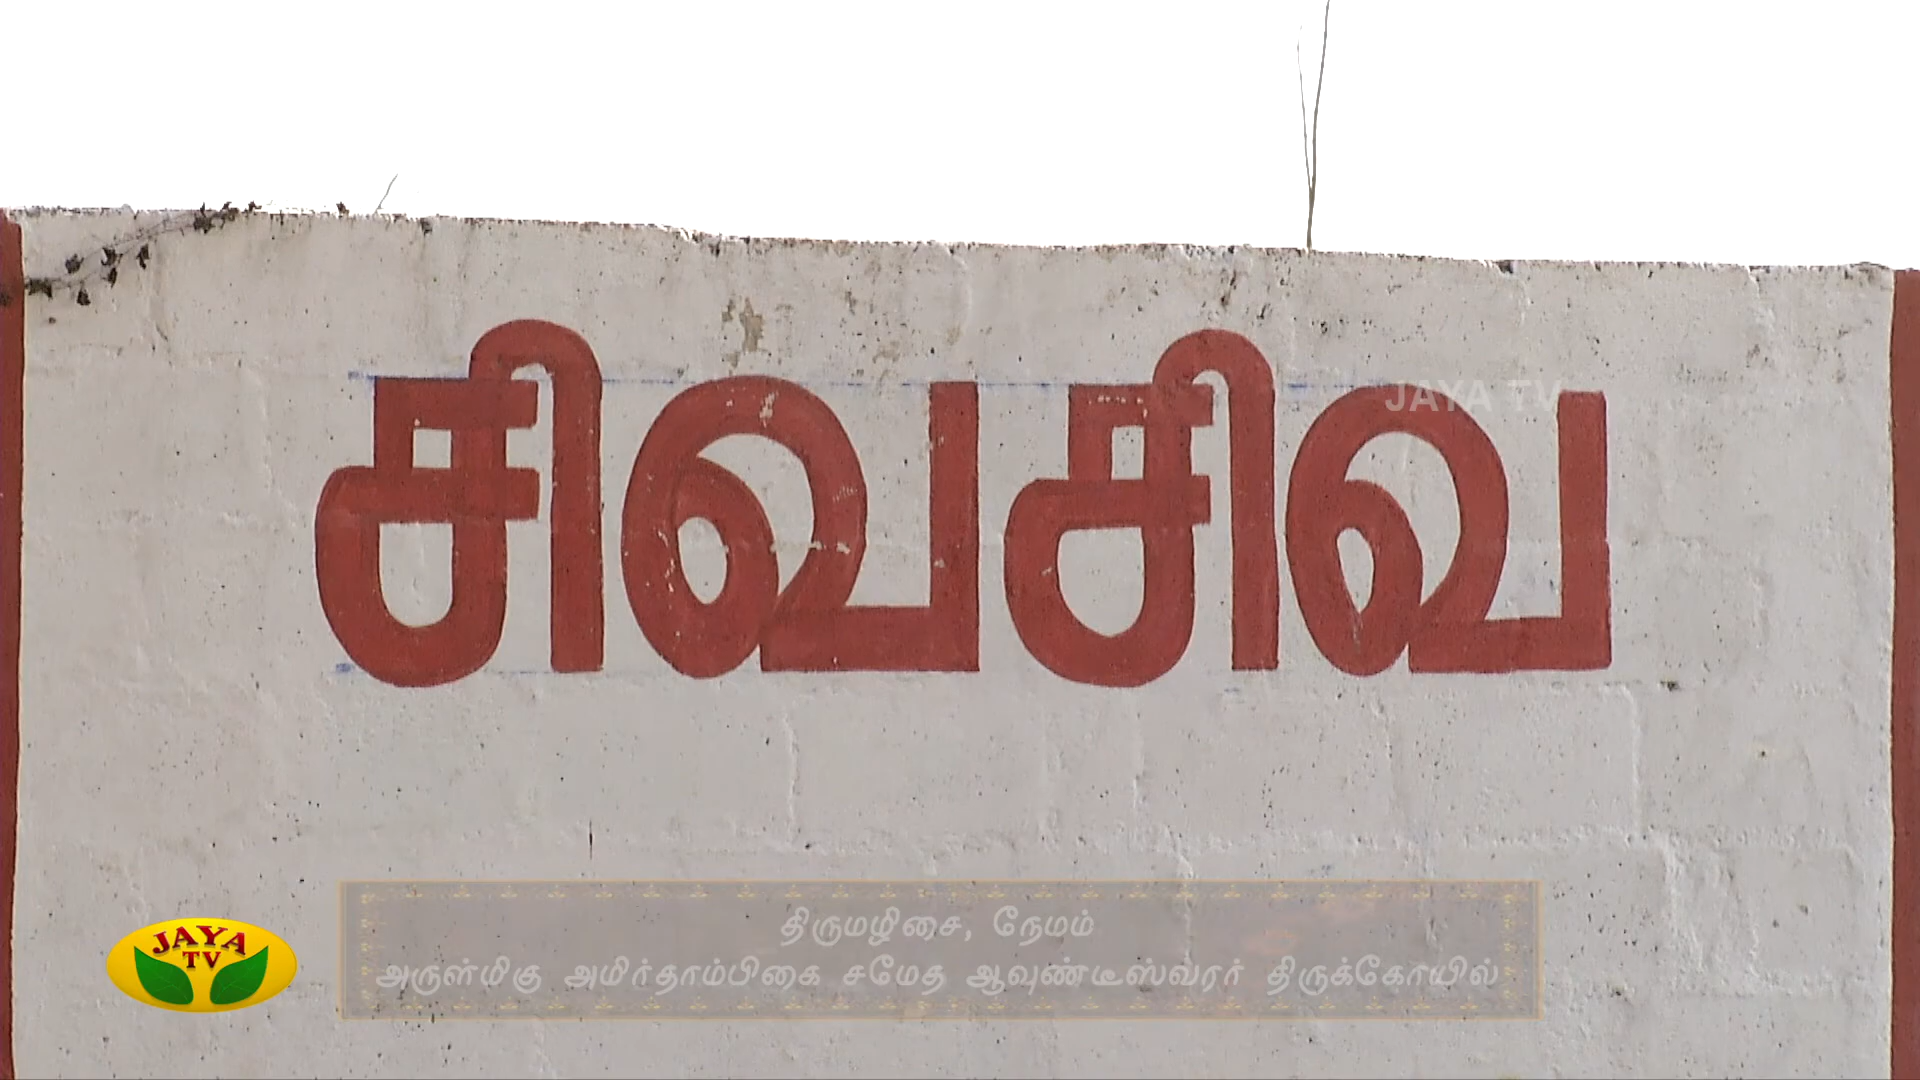 சிவசிவ
JAYA TV
திருமழிசை, நேமம்
JAYA
TV
அருள்மிகு அமிர்தாம்பிகை சமேத ஆவுண்டீஸ்வரர் திருக்கோயில்